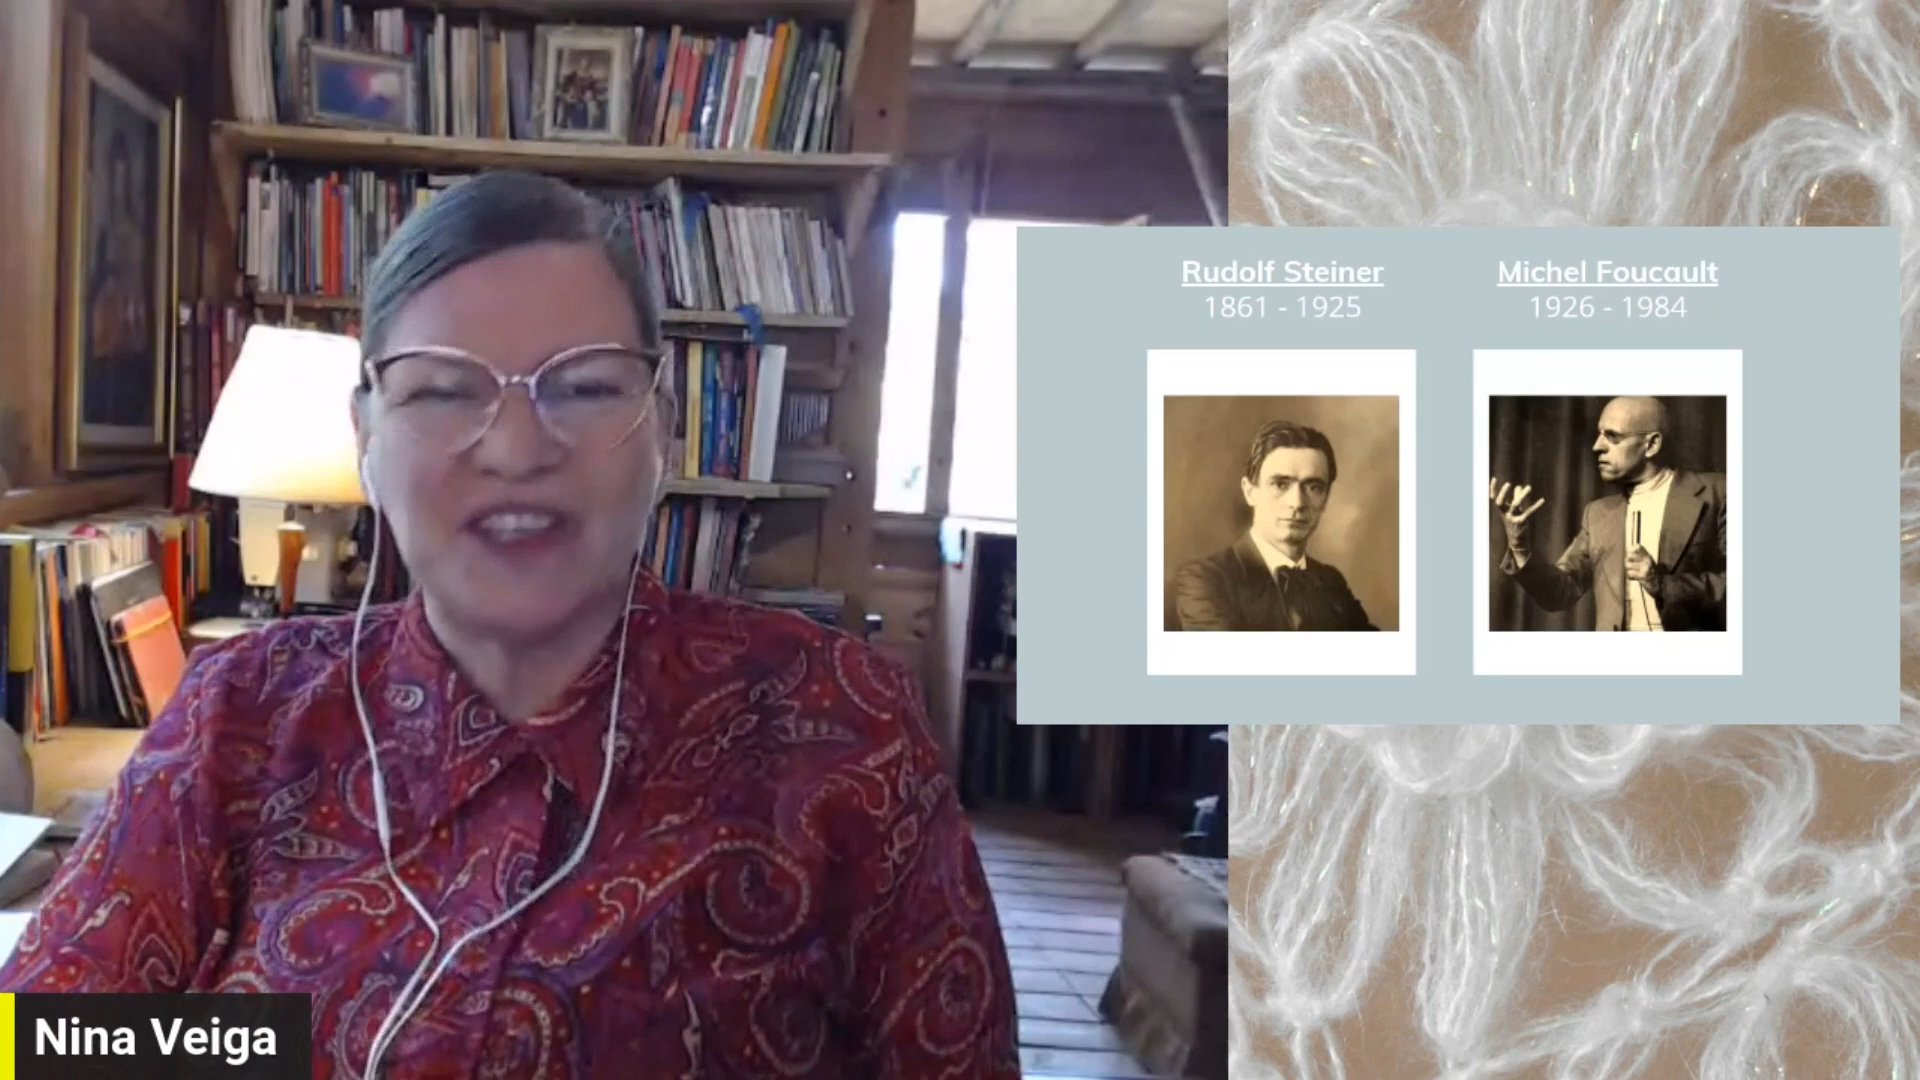 Rudolf Steiner
1861 - 1925
Michel Foucault
1926 - 1984
Nina Veiga